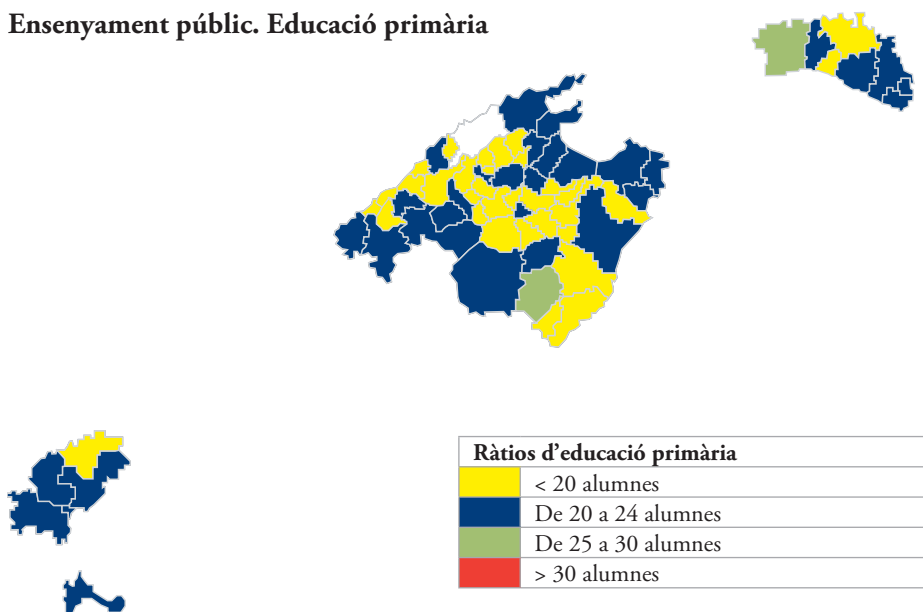 Ensenyament públic. Educació primària
Ràtios d'educació primària
< 20 alumnes
De 20 a 24 alumnes
De 25 a 30 alumnes
> 30 alumnes